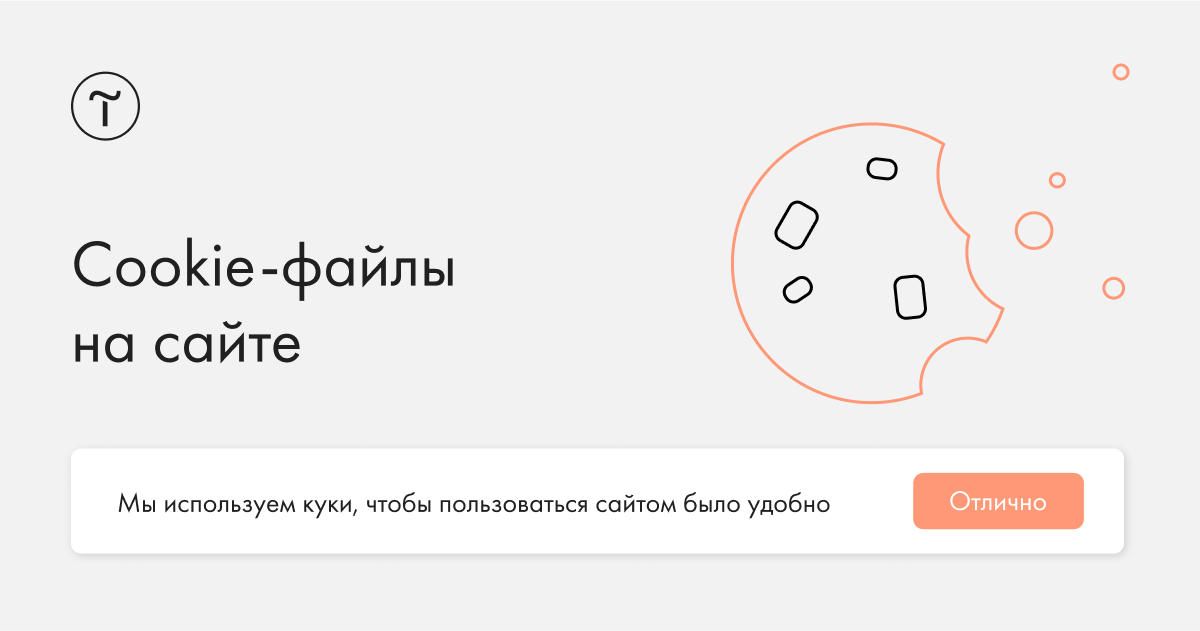 Cookie-файлы
на сайте
Мы используем куки, чтобы пользоваться сайтом было удобно
Отлично